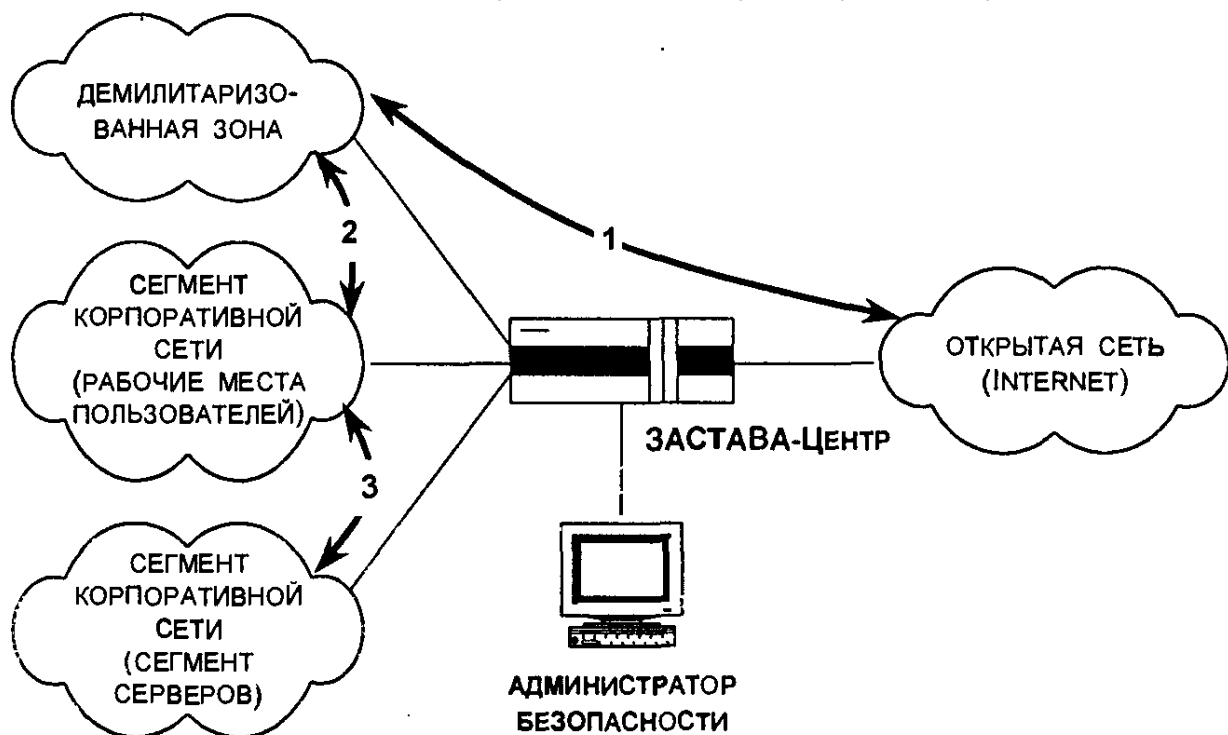 ДЕМИЛИТАРИЗО-
ВАННАЯ ЗОНА
2
1
СЕГМЕНТ
КОРПОРАТИВНОЙ
СЕТИ
(РАБОЧИЕ МЕСТА
ПОЛЬЗОВАТЕЛЕЙ)
ОТКРЫТАЯ СЕТЬ
(INTERNET)
ЗАСТАВА-ЦЕНТР
3
СЕГМЕНТ
КОРПОРАТИВНОЙ
СЕТИ
(СЕГМЕНТ
СЕРВЕРОВ)
АДМИНИСТРАТОР
БЕЗОПАСНОСТИ